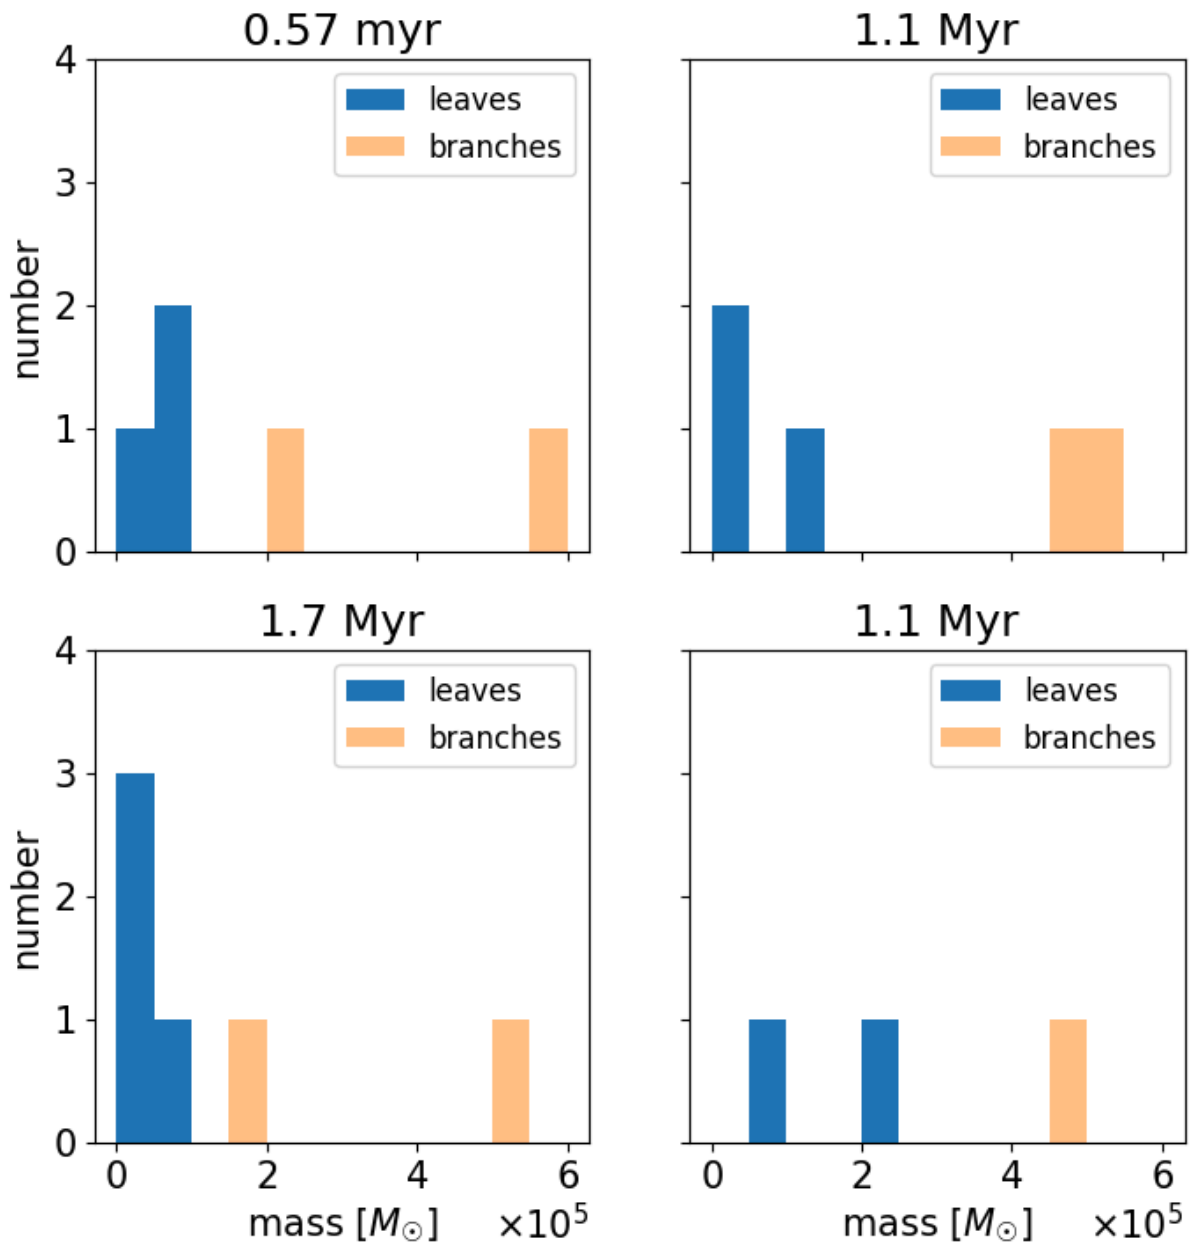 0.57 myr
4
3
2
1
0
number
leaves
branches
1.1 Myr
leaves
branches
1.7 Myr
4
3
2
1
0
number
leaves
branches
0 2 4 6
mass [M☉] ×10⁵
1.1 Myr
leaves
branches
0 2 4 6
mass [M☉] ×10⁵